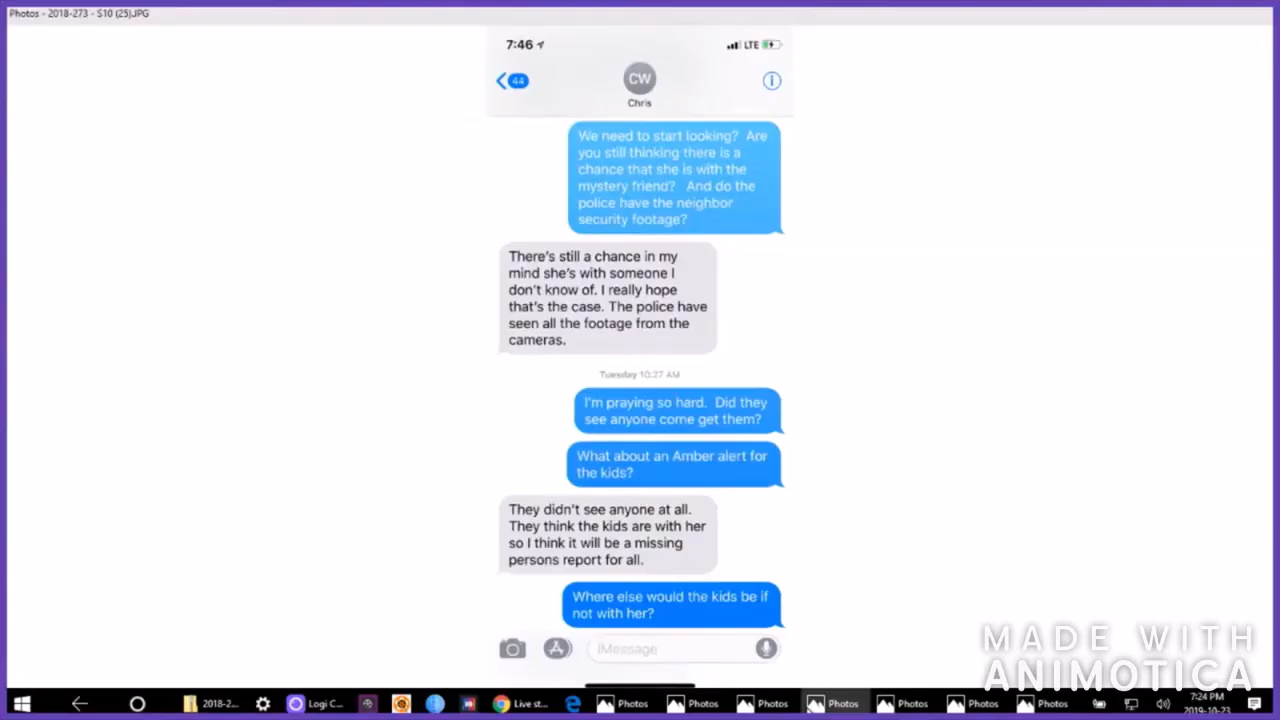 Photos - 2018-273 - S10 (25).JPG
7:46
LTE
44
CW
Chris
We need to start looking? Are
you still thinking there is a
chance that she is with the
mystery friend? And do the
police have the neighbor
security footage?
There's still a chance in my
mind she's with someone I
don't know of. I really hope
that's the case. The police have
seen all the footage from the
cameras.
Tuesday 10:27 AM
I'm praying so hard. Did they
see anyone come get them?
What about an Amber alert for
the kids?
They didn't see anyone at all.
They think the kids are with her
so I think it will be a missing
persons report for all.
Where else would the kids be if
not with her?
iMessage
MADE WITH
ANIMOTICA
2018-2... Logi C... Live st... Photos Photos Photos Photos Photos Photos Photos
7:24 PM
2019-10-23